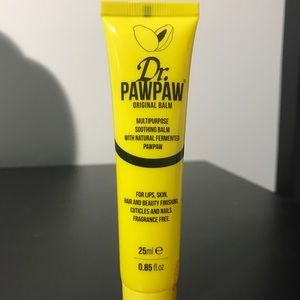 Dr.
PAWPAW
ORIGINAL BALM
MULTIPURPOSE
SOOTHING BALM
WITH NATURAL FERMENTED
PAWPAW
FOR LIPS, SKIN,
HAIR AND BEAUTY FINISHING,
CUTICLES AND NAILS.
FRAGRANCE FREE.
25ml ℮
0.85 fl.oz